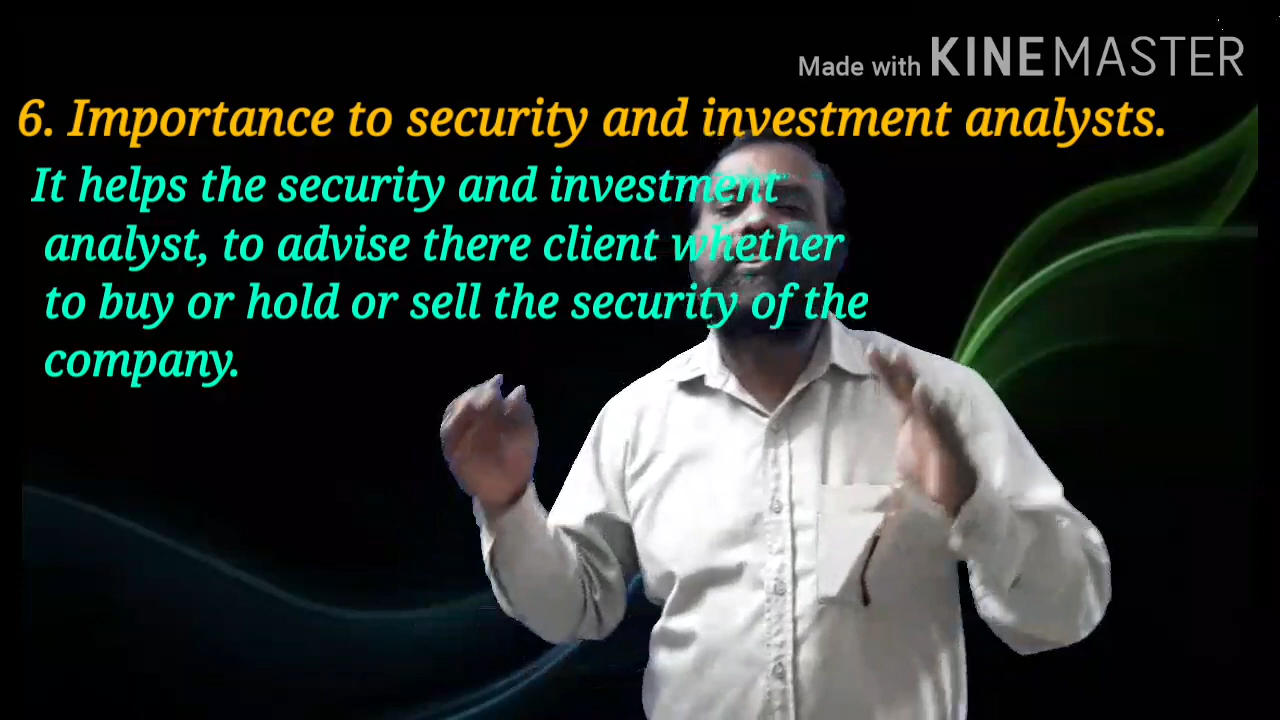 Made with KINEMASTER
6. Importance to security and investment analysts.
It helps the security and investment
analyst, to advise there client whether
to buy or hold or sell the security of the
company.